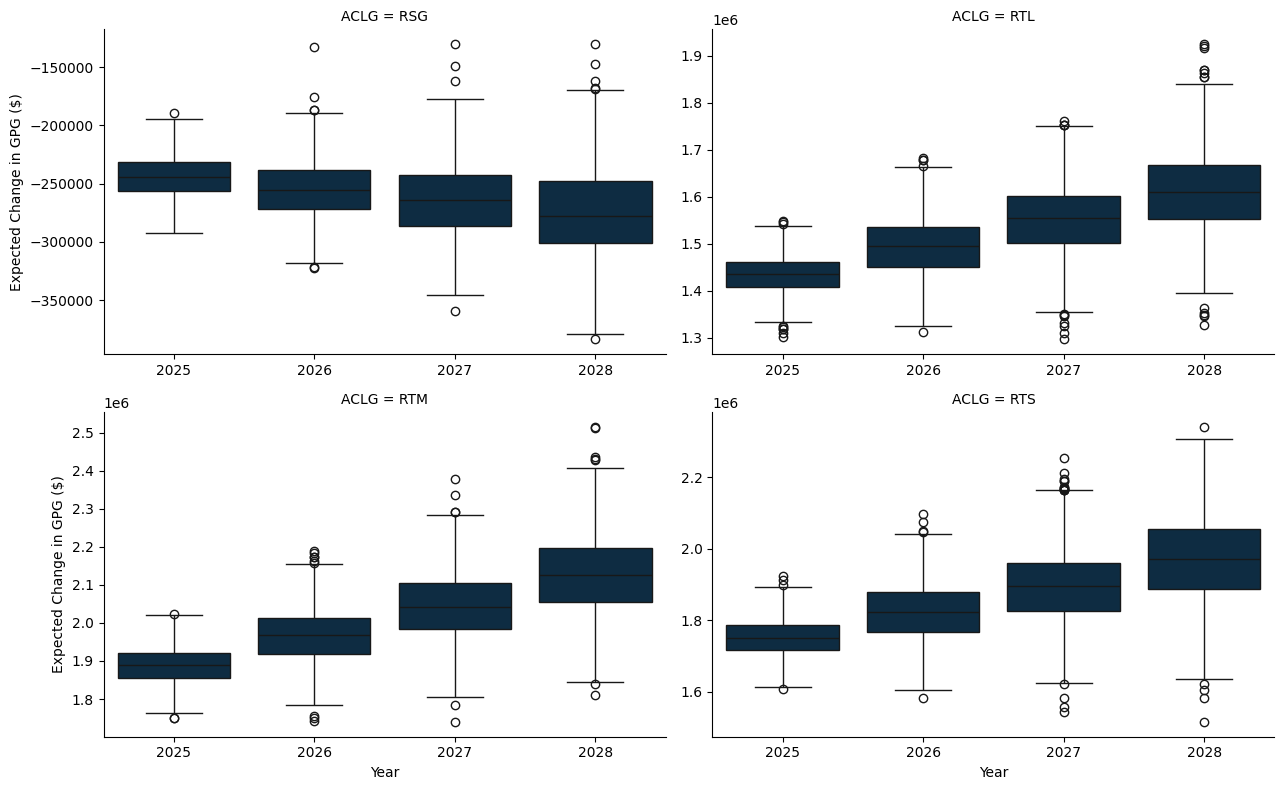 ACLG = RSG
Expected Change in GPG ($)
−150000
−200000
−250000
−300000
−350000
2025 2026 2027 2028
ACLG = RTL
1e6
1.9
1.8
1.7
1.6
1.5
1.4
1.3
2025 2026 2027 2028
ACLG = RTM
1e6
Expected Change in GPG ($)
2.5
2.4
2.3
2.2
2.1
2.0
1.9
1.8
2025 2026 2027 2028
Year
ACLG = RTS
1e6
2.2
2.0
1.8
1.6
2025 2026 2027 2028
Year